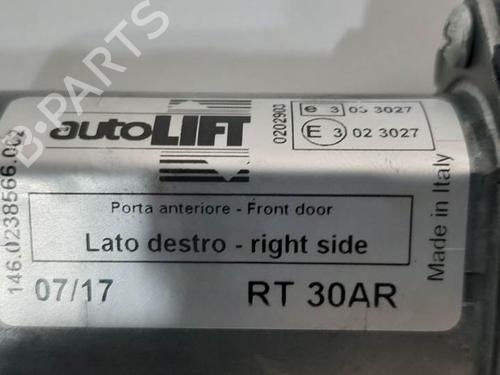 B-PARTS
autoLIFT
0202903
e 3 03 3027
E 3 02 3027
146.0238566.002
Porta anteriore - Front door
Lato destro - right side
Made in Italy
07/17 RT 30AR